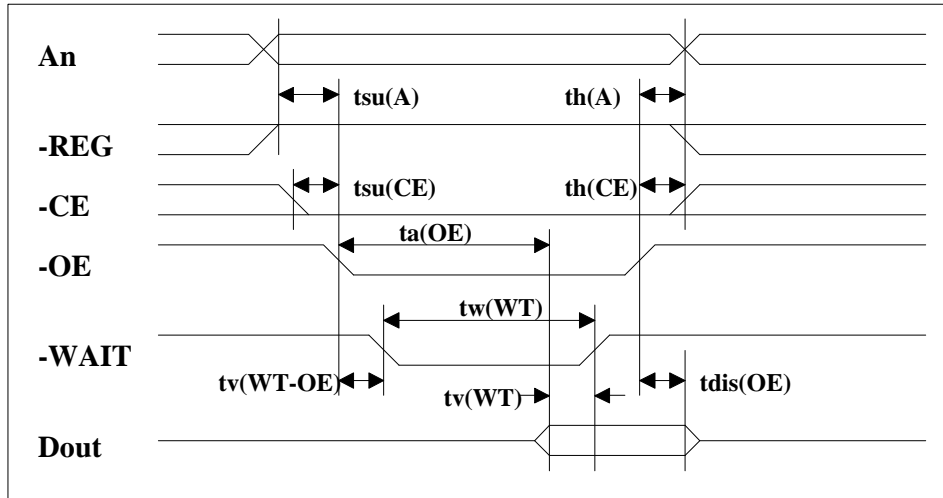 An
tsu(A) th(A)
-REG
tsu(CE) th(CE)
-CE
ta(OE)
-OE
tw(WT)
-WAIT
tv(WT-OE) tv(WT) tdis(OE)
Dout